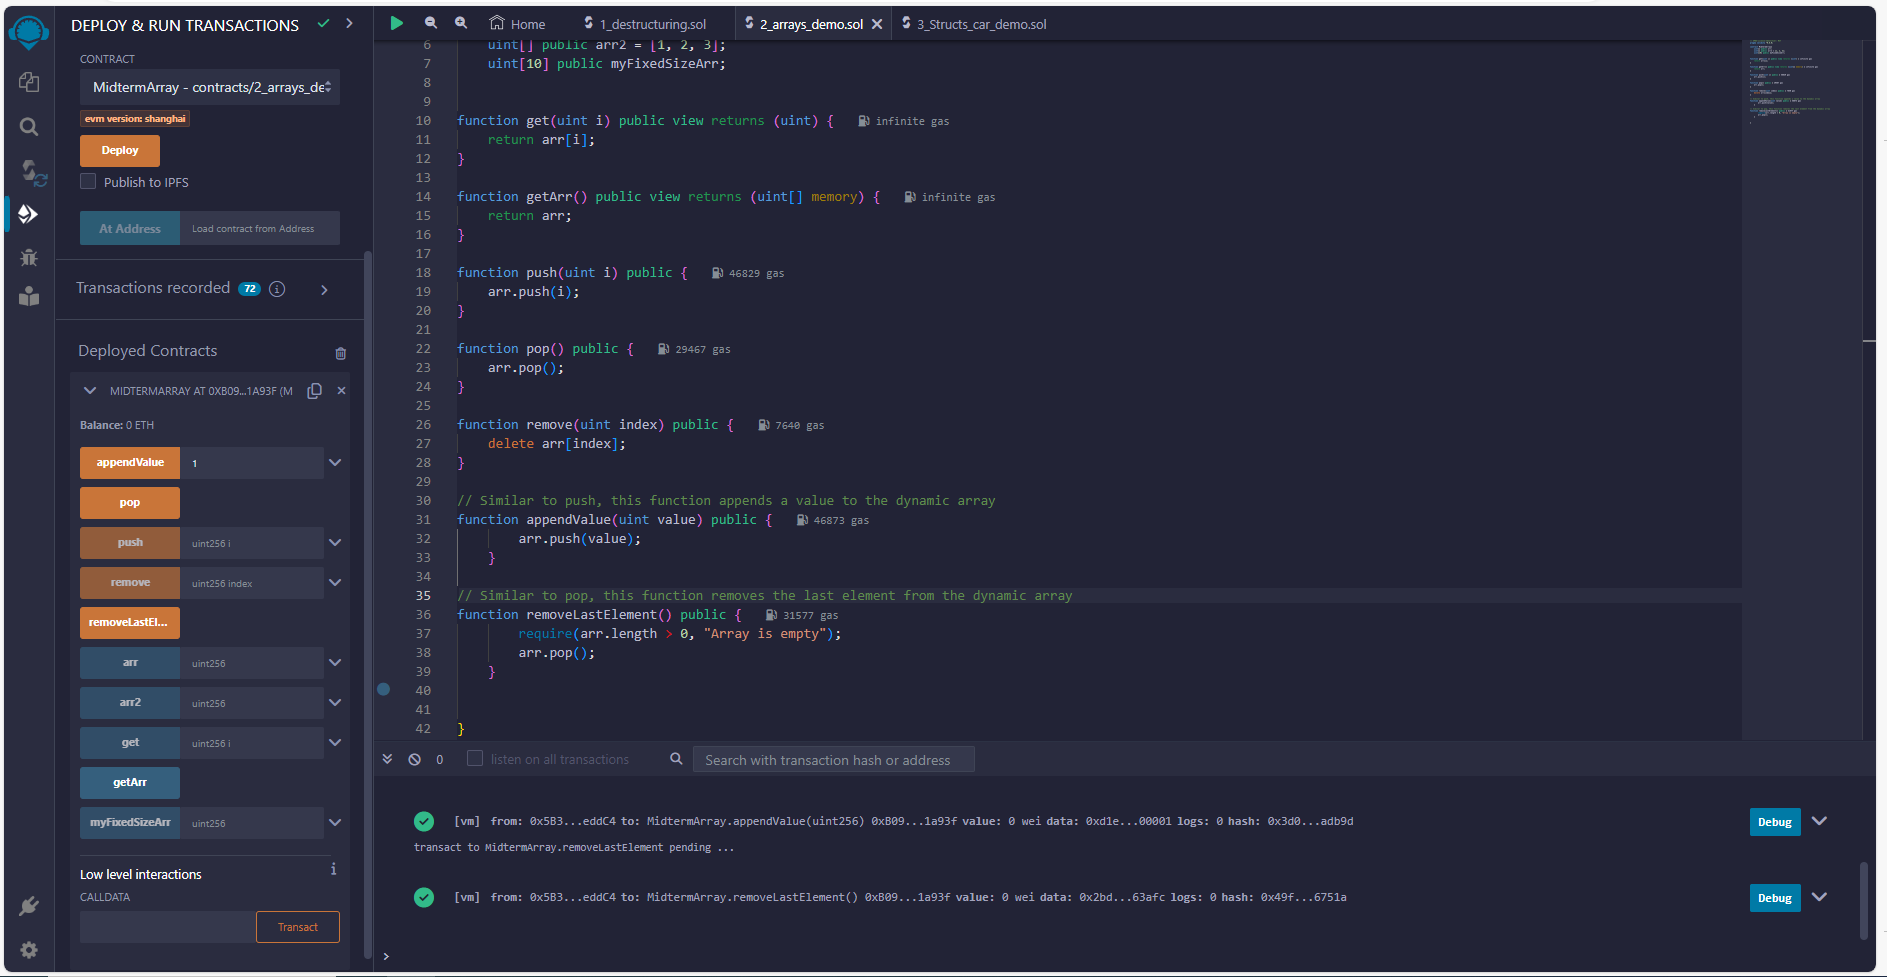 DEPLOY & RUN TRANSACTIONS
CONTRACT
MidtermArray - contracts/2_arrays_de
evm version: shanghai
Deploy
Publish to IPFS
At Address
Load contract from Address
Transactions recorded 72
Deployed Contracts
MIDTERMARRAY AT 0XB09...1A93F (M
Balance: 0 ETH
appendValue 1
pop
push uint256 i
remove uint256 index
removeLastEl...
arr uint256
arr2 uint256
get uint256 i
getArr
myFixedSizeArr uint256
Low level interactions
CALLDATA
Transact
Home
1_destructuring.sol
2_arrays_demo.sol
3_Structs_car_demo.sol
6 uint[] public arr2 = [1, 2, 3];
7 uint[10] public myFixedSizeArr;
8
9
10 function get(uint i) public view returns (uint) { infinite gas
11 return arr[i];
12 }
13
14 function getArr() public view returns (uint[] memory) { infinite gas
15 return arr;
16 }
17
18 function push(uint i) public { 46829 gas
19 arr.push(i);
20 }
21
22 function pop() public { 29467 gas
23 arr.pop();
24 }
25
26 function remove(uint index) public { 7640 gas
27 delete arr[index];
28 }
29
30 // Similar to push, this function appends a value to the dynamic array
31 function appendValue(uint value) public { 46873 gas
32 arr.push(value);
33 }
34
35 // Similar to pop, this function removes the last element from the dynamic array
36 function removeLastElement() public { 31577 gas
37 require(arr.length > 0, "Array is empty");
38 arr.pop();
39 }
40
41
42 }
0
listen on all transactions
Search with transaction hash or address
[vm] from: 0x5B3...eddC4 to: MidtermArray.appendValue(uint256) 0xB09...1a93f value: 0 wei data: 0xd1e...00001 logs: 0 hash: 0x3d0...adb9d
Debug
transact to MidtermArray.removeLastElement pending ...
[vm] from: 0x5B3...eddC4 to: MidtermArray.removeLastElement() 0xB09...1a93f value: 0 wei data: 0x2bd...63afc logs: 0 hash: 0x49f...6751a
Debug
>